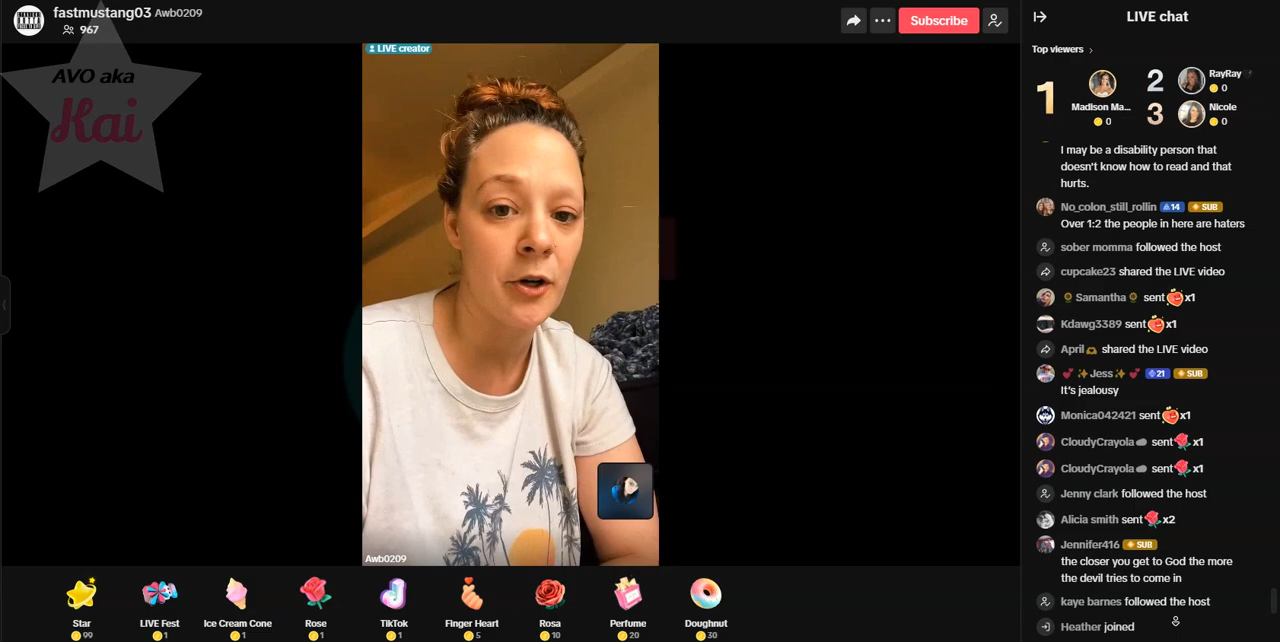 fastmustang03 Awb0209
967
Subscribe
AVO aka
Kai
LIVE creator
Awb0209
Star
99
LIVE Fest
1
Ice Cream Cone
1
Rose
1
TikTok
1
Finger Heart
5
Rosa
10
Perfume
20
Doughnut
30
LIVE chat
Top viewers
1
Madison Ma...
0
2
RayRay
0
3
Nicole
0
I may be a disability person that
doesn't know how to read and that
hurts.
No_colon_still_rollin 14 SUB
Over 1:2 the people in here are haters
sober momma followed the host
cupcake23 shared the LIVE video
Samantha sent x1
Kdawg3389 sent x1
April shared the LIVE video
Jess 21 SUB
It's jealousy
Monica042421 sent x1
CloudyCrayola sent x1
CloudyCrayola sent x1
Jenny clark followed the host
Alicia smith sent x2
Jennifer416 SUB
the closer you get to God the more
the devil tries to come in
kaye barnes followed the host
Heather joined